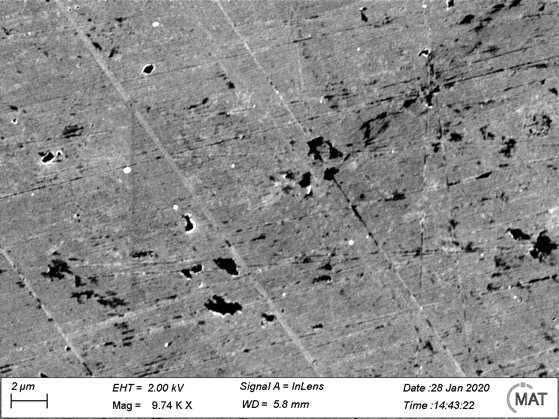 2 µm
EHT = 2.00 kV
Signal A = InLens
Date :28 Jan 2020
Mag = 9.74 K X
WD = 5.8 mm
Time :14:43:22
MAT